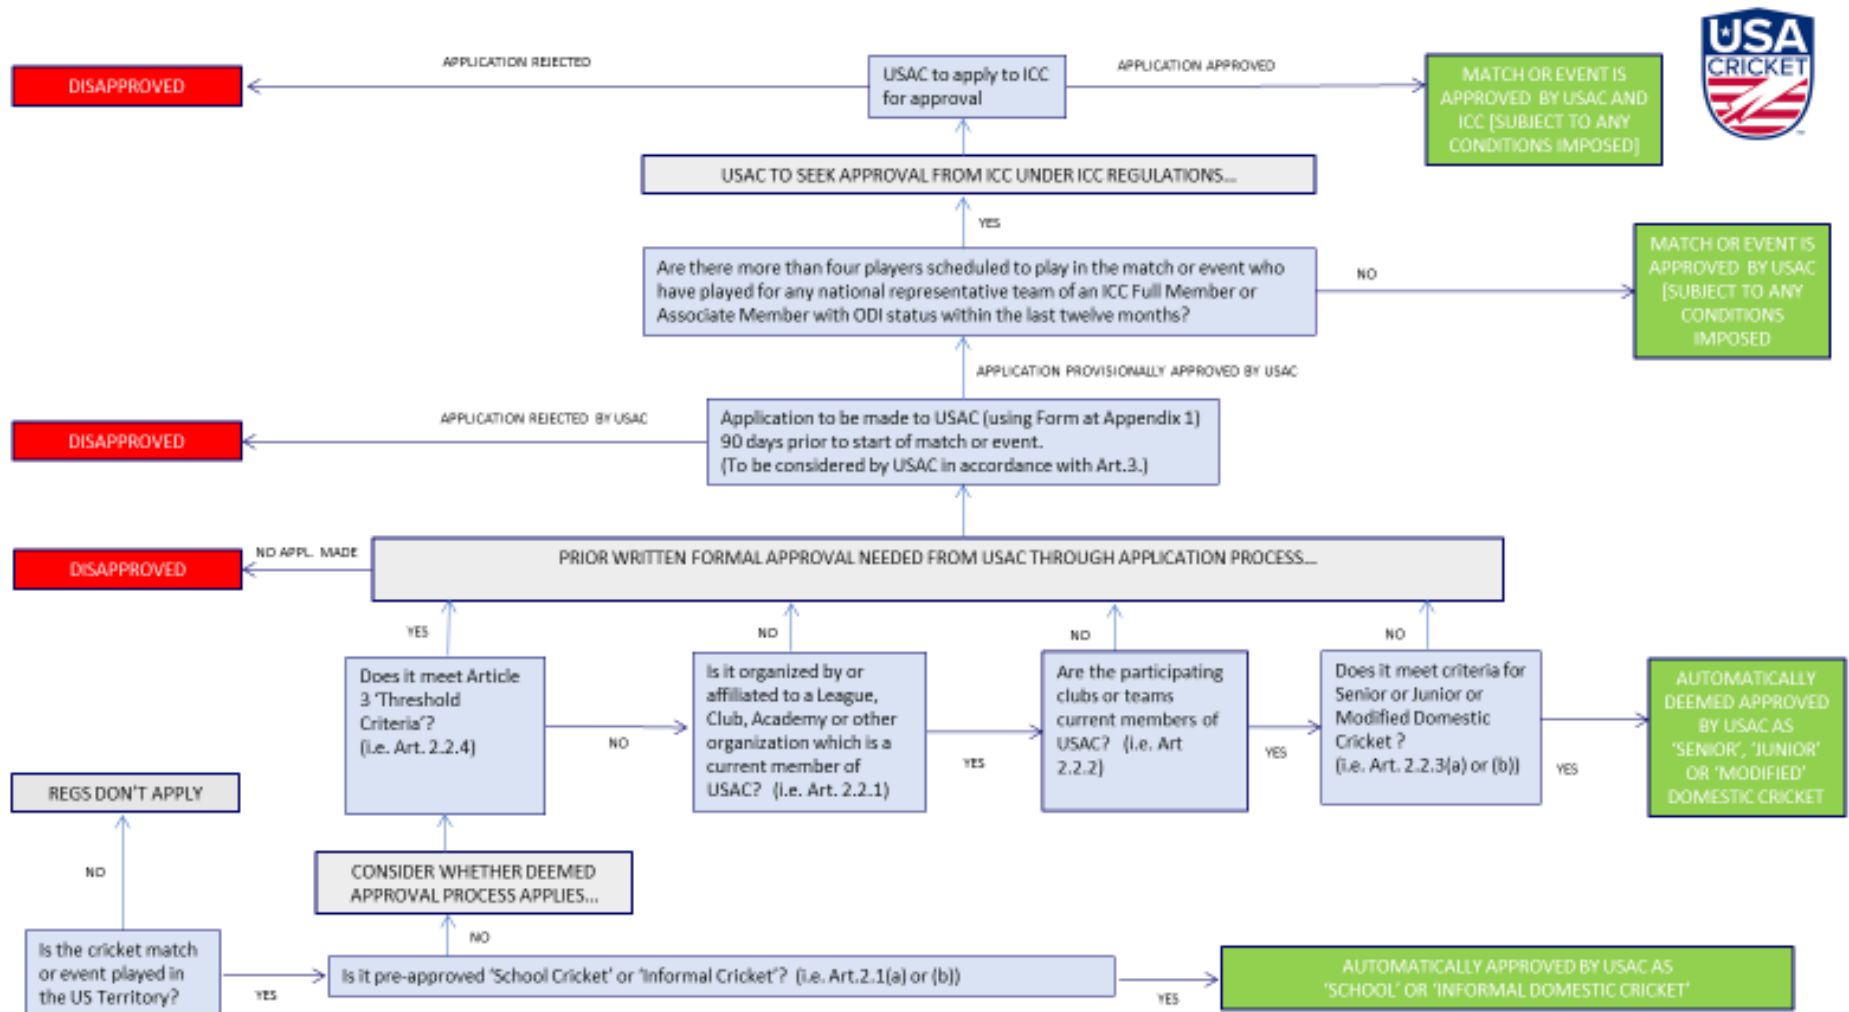 USA
CRICKET
APPLICATION REJECTED
APPLICATION APPROVED
DISAPPROVED
USAC to apply to ICC
for approval
MATCH OR EVENT IS
APPROVED BY USAC AND
ICC [SUBJECT TO ANY
CONDITIONS IMPOSED]
USAC TO SEEK APPROVAL FROM ICC UNDER ICC REGULATIONS...
YES
Are there more than four players scheduled to play in the match or event who
have played for any national representative team of an ICC Full Member or
Associate Member with ODI status within the last twelve months?
NO
MATCH OR EVENT IS
APPROVED BY USAC
[SUBJECT TO ANY
CONDITIONS
IMPOSED
APPLICATION PROVISIONALLY APPROVED BY USAC
APPLICATION REJECTED BY USAC
DISAPPROVED
Application to be made to USAC (using Form at Appendix 1)
90 days prior to start of match or event.
(To be considered by USAC in accordance with Art.3.)
NO APPL. MADE
DISAPPROVED
PRIOR WRITTEN FORMAL APPROVAL NEEDED FROM USAC THROUGH APPLICATION PROCESS...
YES
NO
NO
NO
Does it meet Article
3 'Threshold
Criteria'?
(i.e. Art. 2.2.4)
NO
Is it organized by or
affiliated to a League,
Club, Academy or other
organization which is a
current member of
USAC? (i.e. Art. 2.2.1)
YES
Are the participating
clubs or teams
current members of
USAC? (i.e. Art
2.2.2)
YES
Does it meet criteria for
Senior or Junior or
Modified Domestic
Cricket ?
(i.e. Art. 2.2.3(a) or (b))
YES
AUTOMATICALLY
DEEMED APPROVED
BY USAC AS
'SENIOR', 'JUNIOR'
OR 'MODIFIED'
DOMESTIC CRICKET
REGS DON'T APPLY
NO
CONSIDER WHETHER DEEMED
APPROVAL PROCESS APPLIES...
NO
Is the cricket match
or event played in
the US Territory?
YES
Is it pre-approved 'School Cricket' or 'Informal Cricket'? (i.e. Art.2.1(a) or (b))
YES
AUTOMATICALLY APPROVED BY USAC AS
'SCHOOL' OR 'INFORMAL DOMESTIC CRICKET'